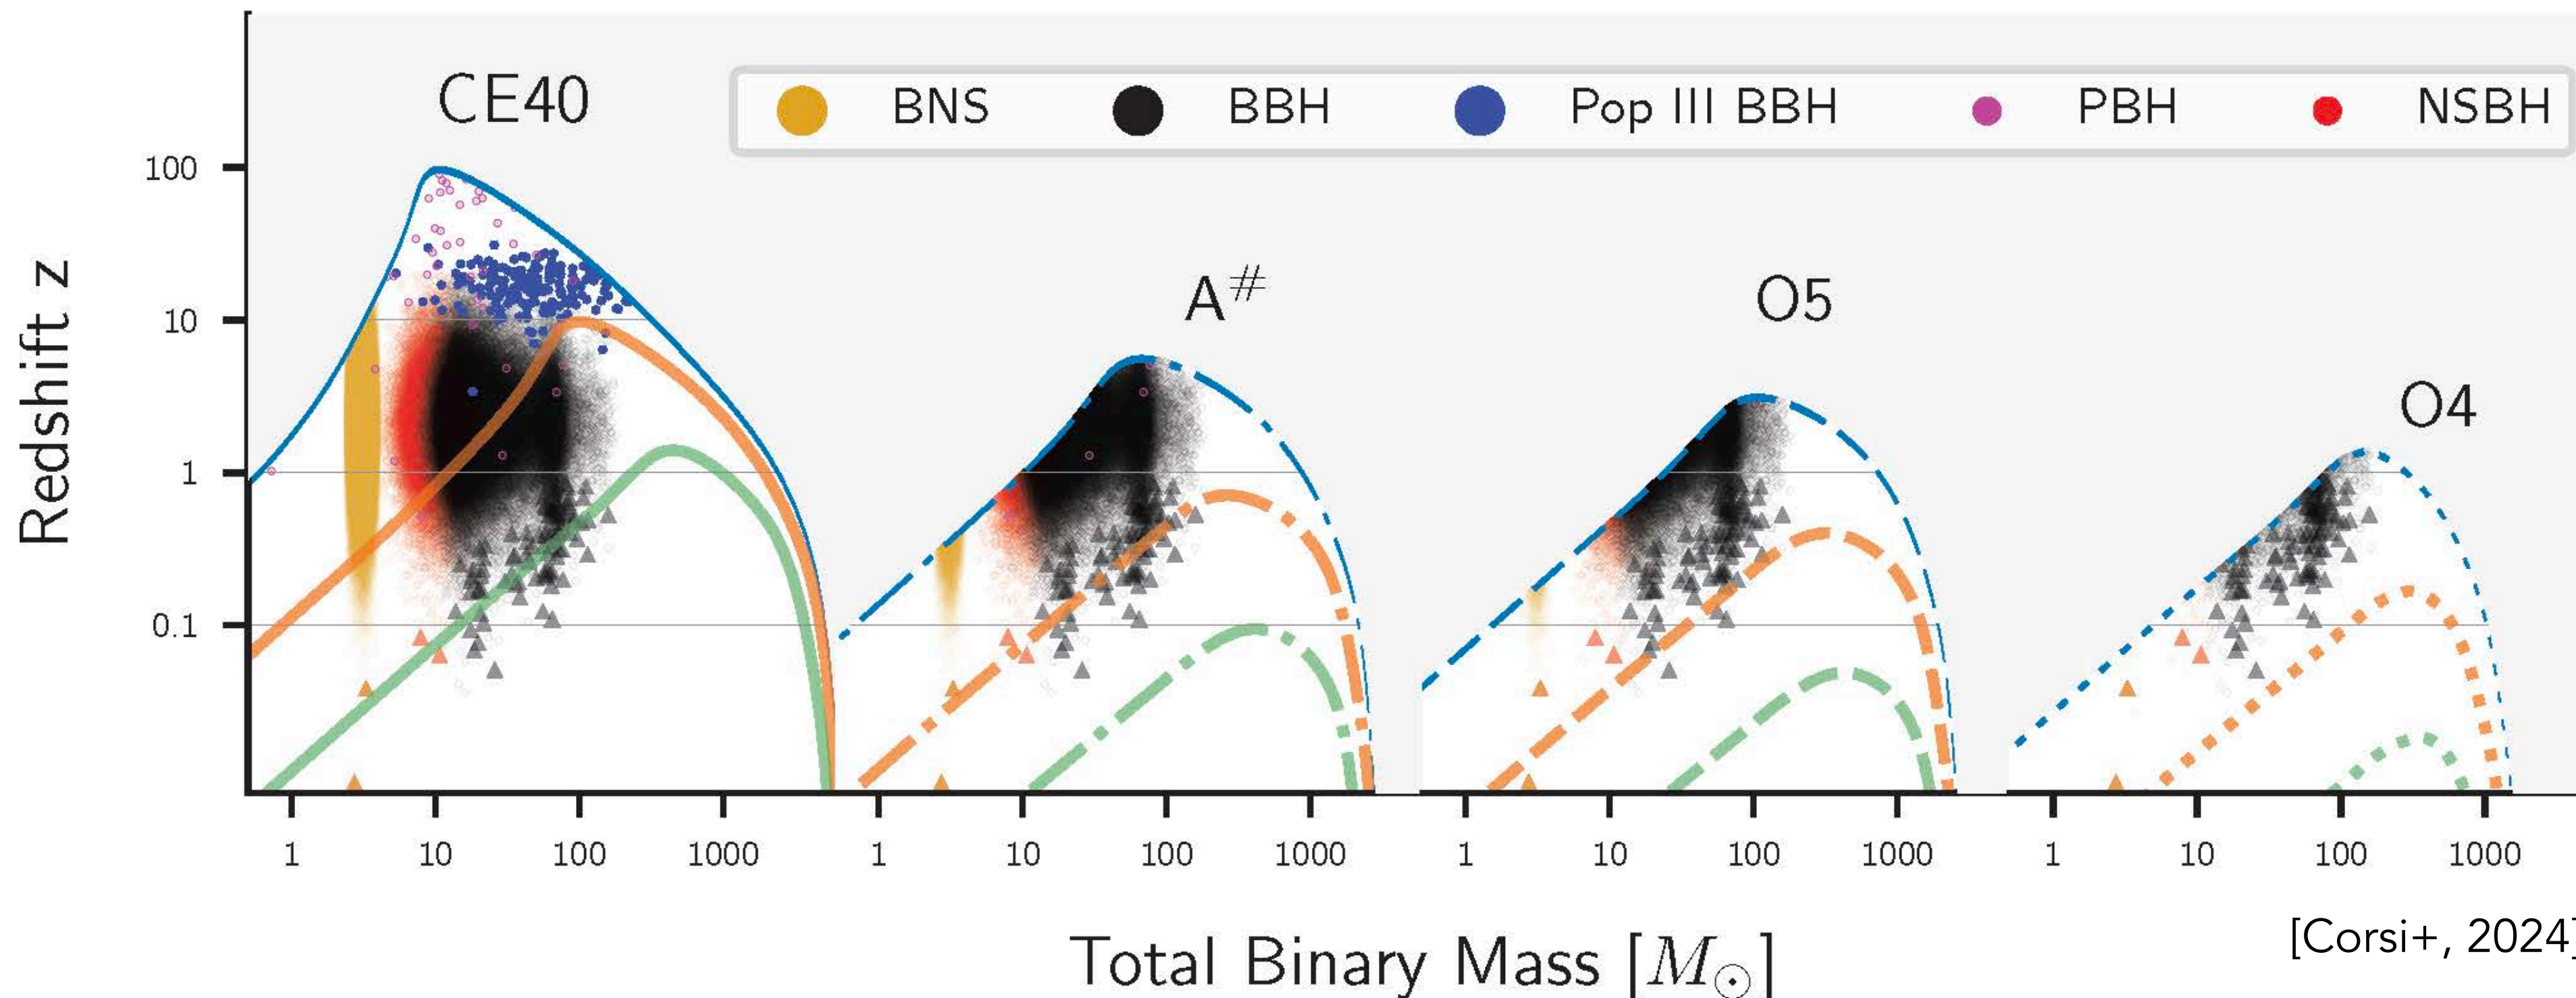 CE40
BNS BBH Pop III BBH PBH NSBH
A#
O5
O4
Redshift z
100
10
1
0.1
1 10 100 1000 1 10 100 1000 1 10 100 1000 1 10 100 1000
Total Binary Mass [M☉]
[Corsi+, 2024]